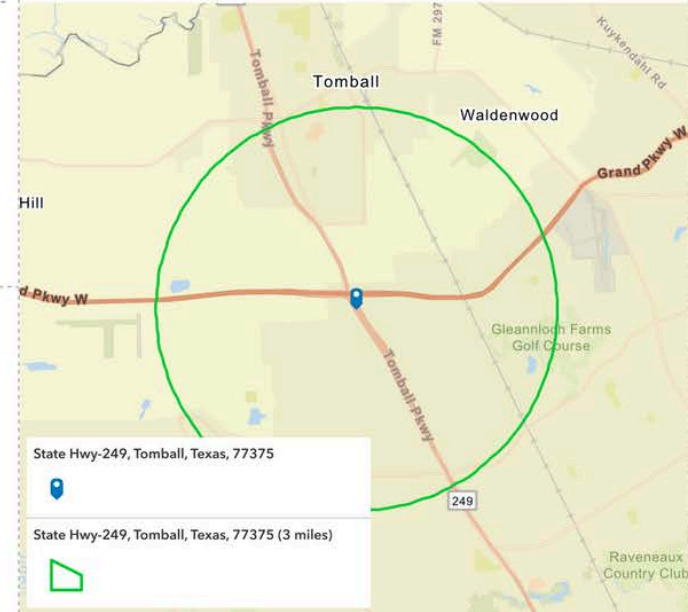 FM 297
Kuykendahl Rd
Tomball
Tomball Pkwy
Waldenwood
Grand Pkwy W
Hill
d Pkwy W
Gleannloch Farms
Golf Course
Tomball Pkwy
State Hwy-249, Tomball, Texas, 77375
249
State Hwy-249, Tomball, Texas, 77375 (3 miles)
Raveneaux
Country Club